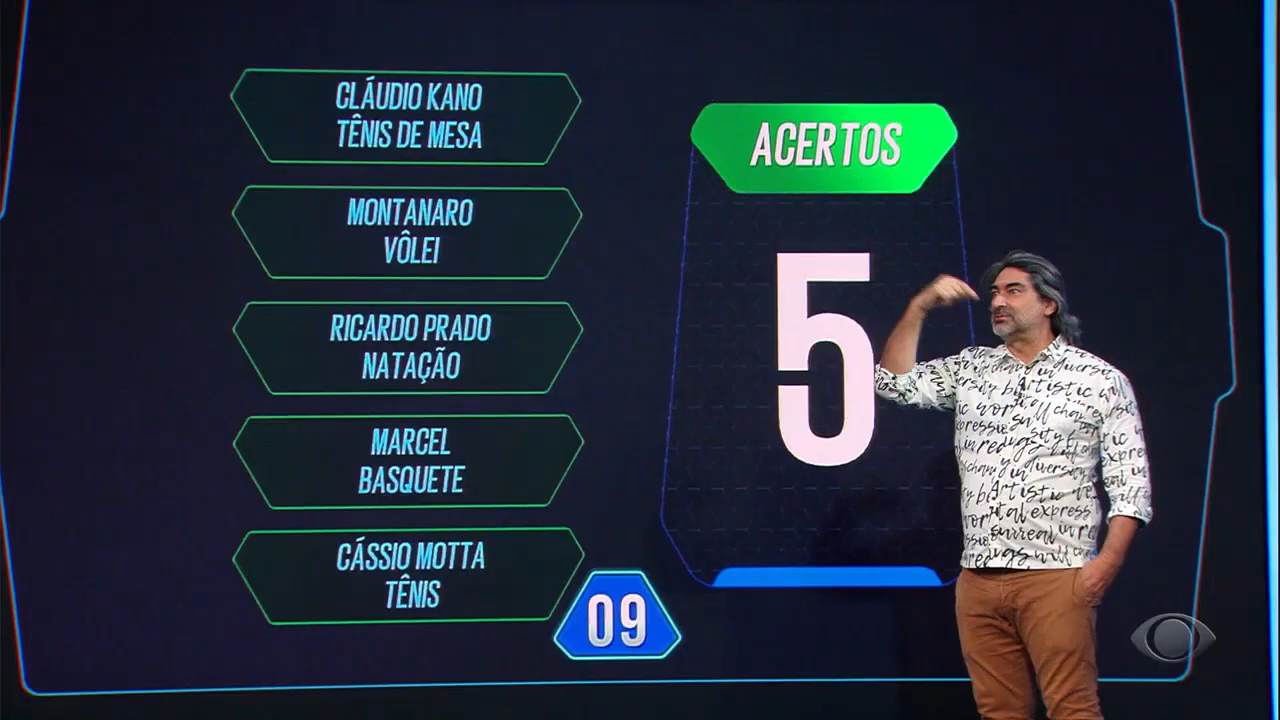 CLÁUDIO KANO
TÊNIS DE MESA
MONTANARO
VÔLEI
RICARDO PRADO
NATAÇÃO
MARCEL
BASQUETE
CÁSSIO MOTTA
TÊNIS
09
ACERTOS
5